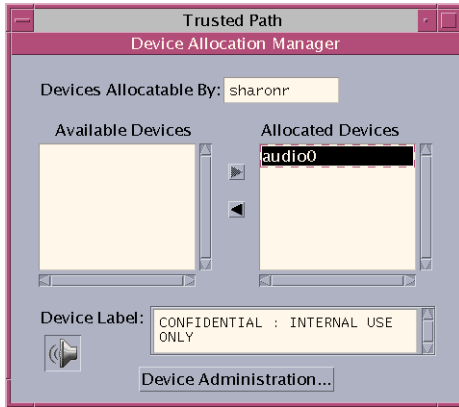 Trusted Path
Device Allocation Manager
Devices Allocatable By: sharonr
Available Devices
Allocated Devices
audio0
Device Label: CONFIDENTIAL : INTERNAL USE
ONLY
Device Administration...